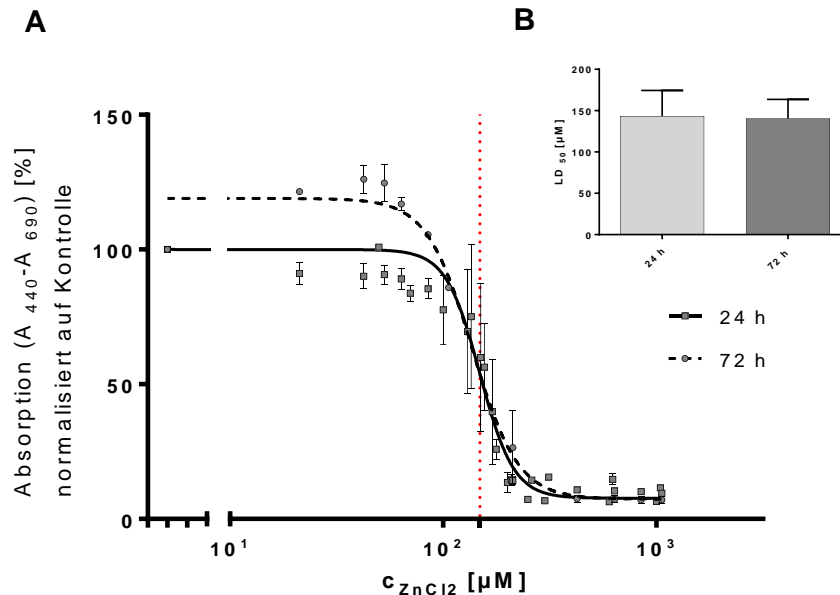 A
B
Absorption (A 440-A 690) [%]
normalisiert auf Kontrolle
150
100
50
0
10¹
10²
10³
c ZnCl2 [µM]
LD 50 [µM]
200
150
100
50
0
24 h
72 h
24 h
72 h